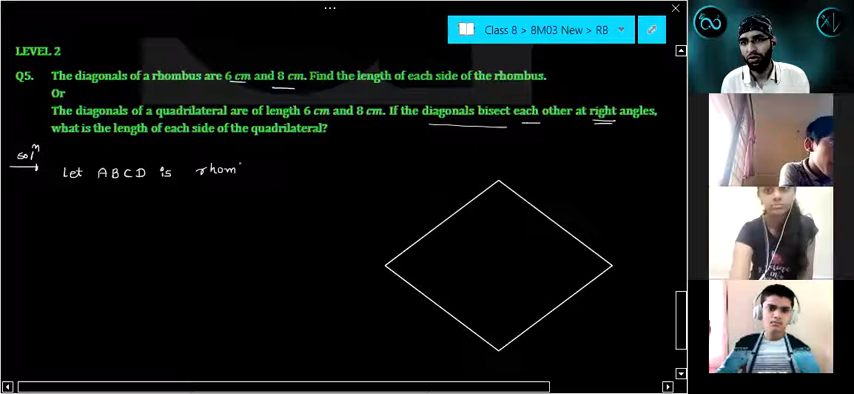 ...
Class 8 > 8M03 New > RB
LEVEL 2
Q5. The diagonals of a rhombus are 6 cm and 8 cm. Find the length of each side of the rhombus.
Or
The diagonals of a quadrilateral are of length 6 cm and 8 cm. If the diagonals bisect each other at right angles,
what is the length of each side of the quadrilateral?
soln
Let ABCD is rhom